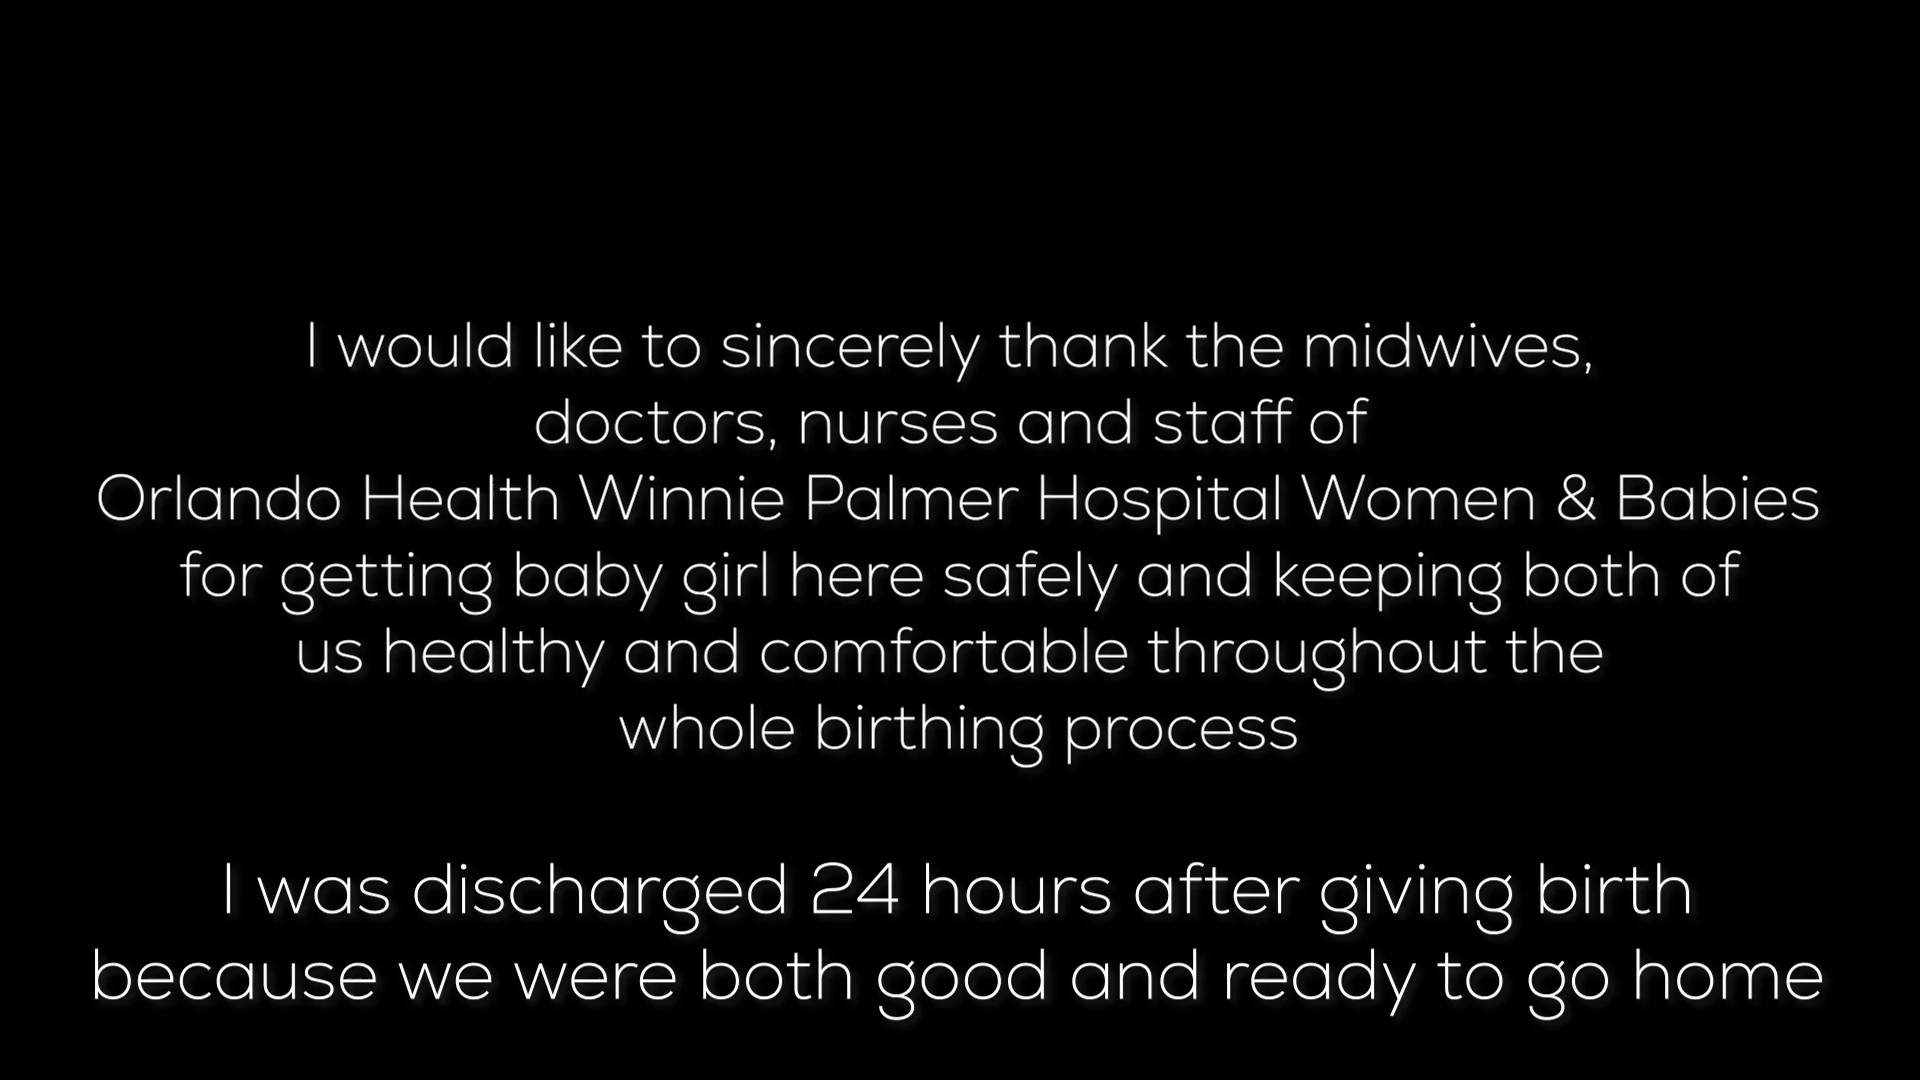 I would like to sincerely thank the midwives,
doctors, nurses and staff of
Orlando Health Winnie Palmer Hospital Women & Babies
for getting baby girl here safely and keeping both of
us healthy and comfortable throughout the
whole birthing process
I was discharged 24 hours after giving birth
because we were both good and ready to go home